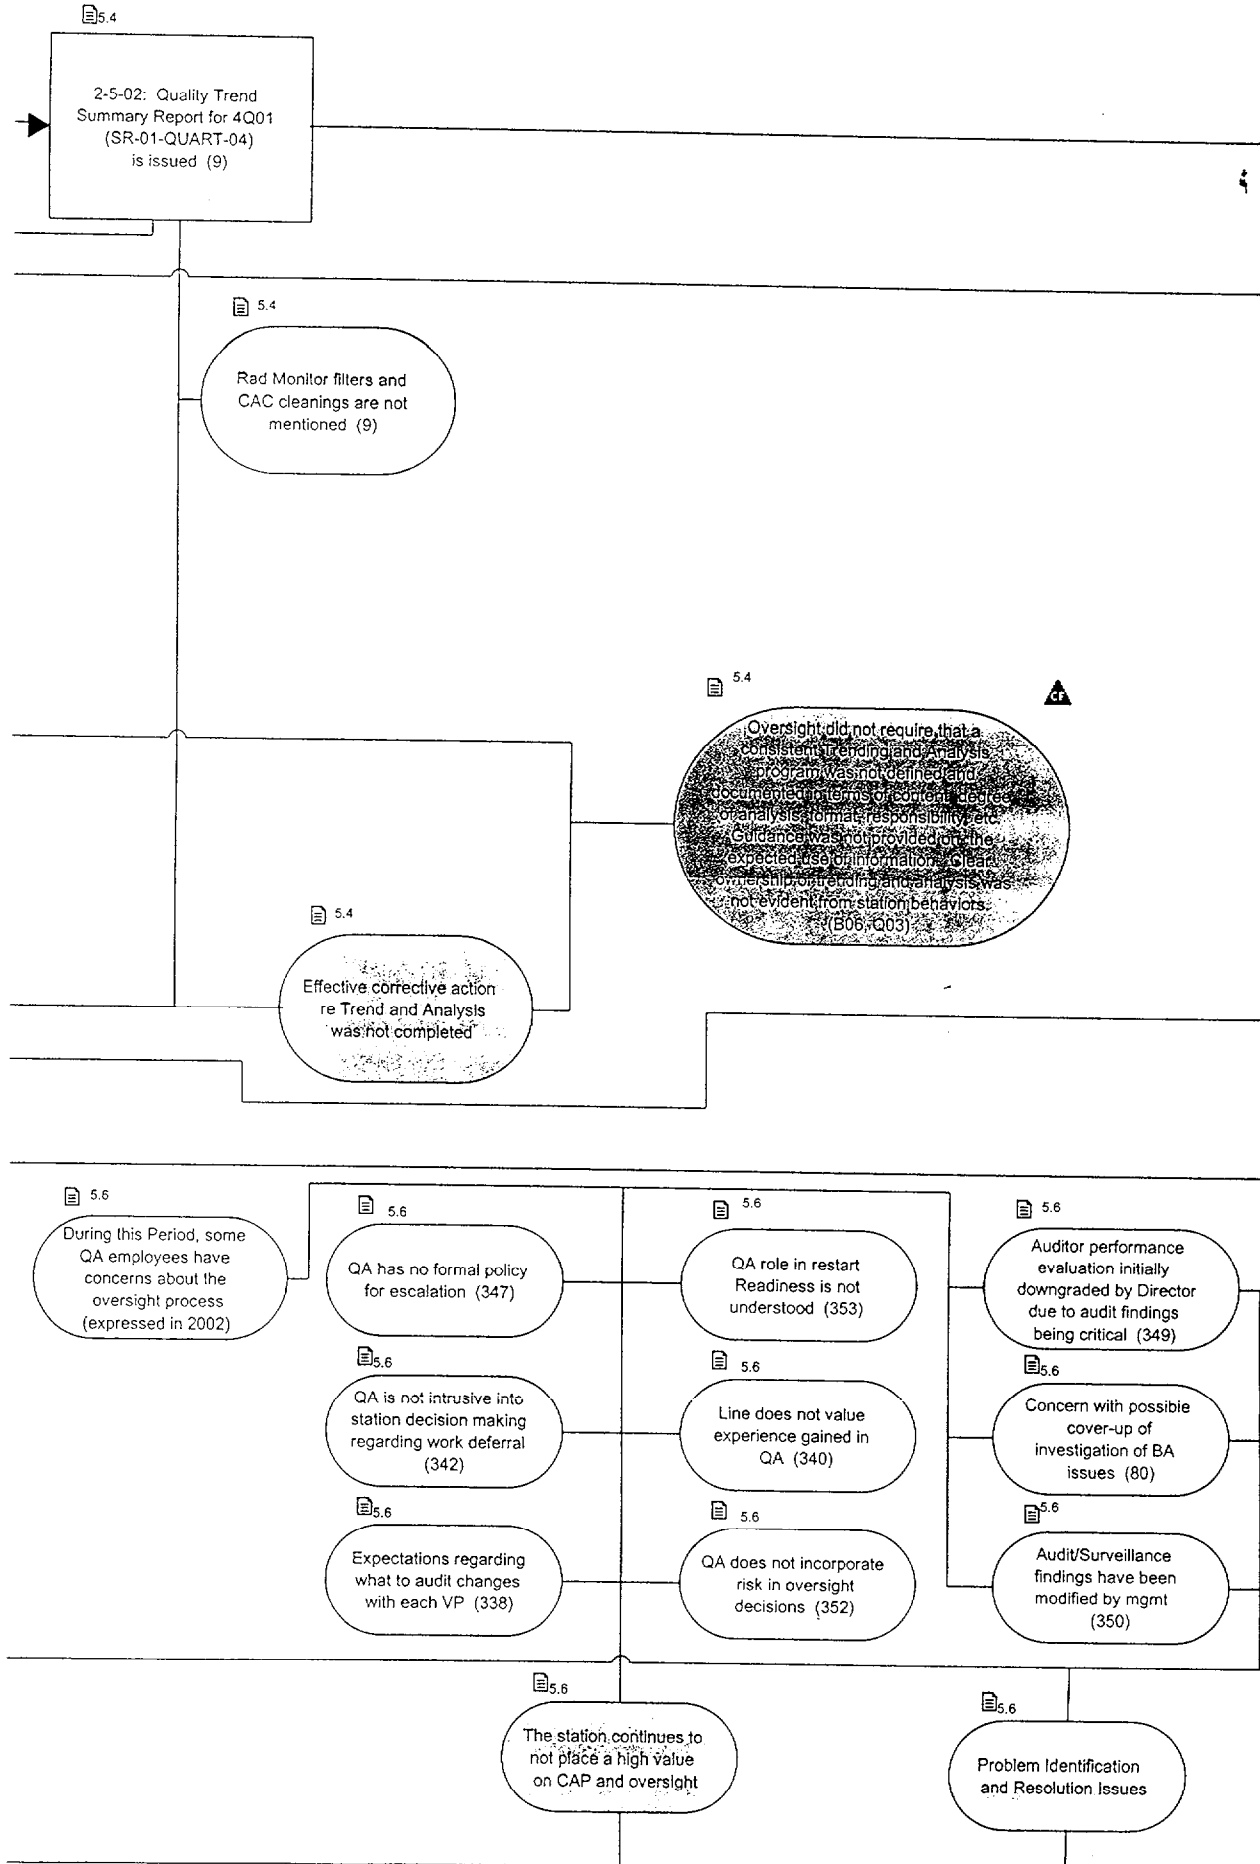 5.4
2-5-02: Quality Trend
Summary Report for 4Q01
(SR-01-QUART-04)
is issued (9)
5.4
Rad Monitor filters and
CAC cleanings are not
mentioned (9)
5.4
CF
Oversight did not require that a
consistent Trending and Analysis
program was not defined and
documented in terms of content, degree
of analysis, format, responsibility, etc.
Guidance was not provided on the
expected use of information. Clear
ownership of trending and analysis was
not evident from station behaviors.
(B06, Q03)
5.4
Effective corrective action
re Trend and Analysis
was not completed
5.6
During this Period, some
QA employees have
concerns about the
oversight process
(expressed in 2002)
5.6
QA has no formal policy
for escalation (347)
5.6
QA role in restart
Readiness is not
understood (353)
5.6
Auditor performance
evaluation initially
downgraded by Director
due to audit findings
being critical (349)
5.6
QA is not intrusive into
station decision making
regarding work deferral
(342)
5.6
Line does not value
experience gained in
QA (340)
5.6
Concern with possible
cover-up of
investigation of BA
issues (80)
5.6
Expectations regarding
what to audit changes
with each VP (338)
5.6
QA does not incorporate
risk in oversight
decisions (352)
5.6
Audit/Surveillance
findings have been
modified by mgmt
(350)
5.6
The station continues to
not place a high value
on CAP and oversight
5.6
Problem Identification
and Resolution Issues